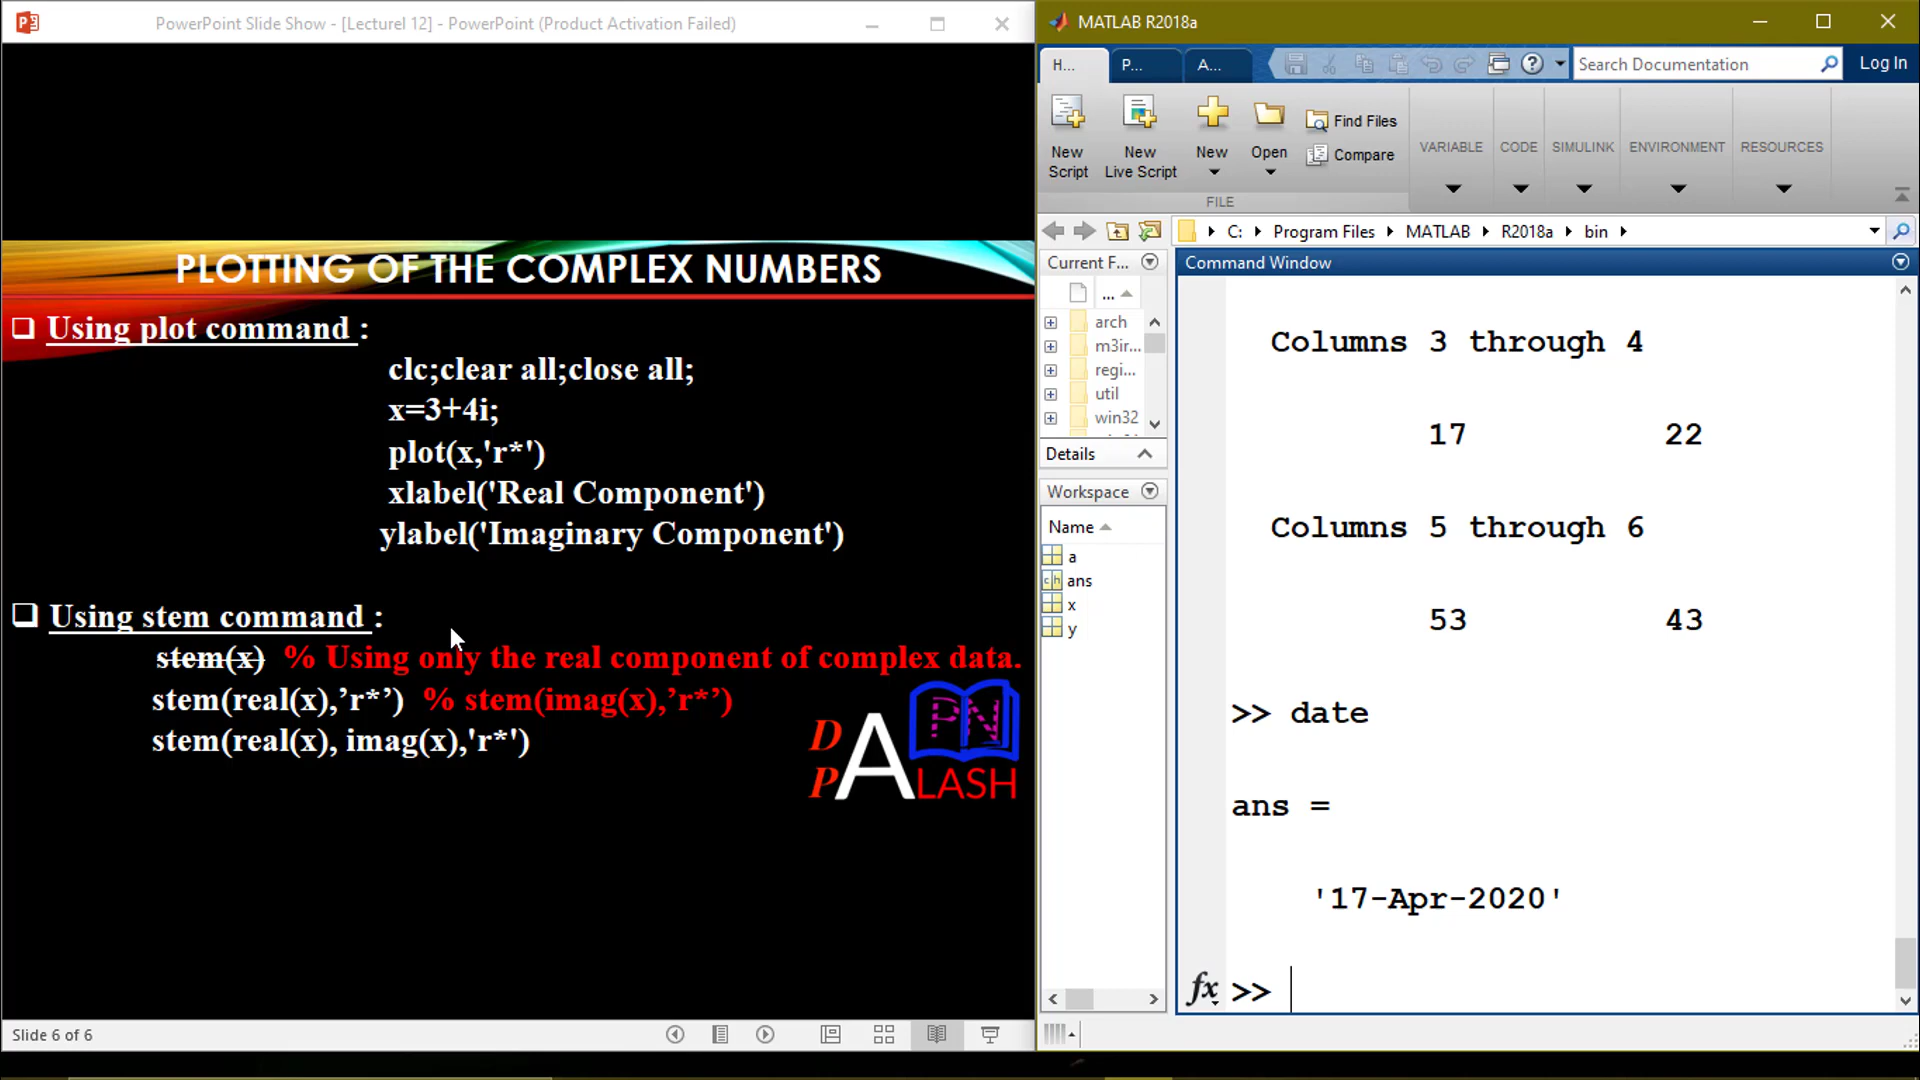 PowerPoint Slide Show - [Lecturel 12] - PowerPoint (Product Activation Failed)
PLOTTING OF THE COMPLEX NUMBERS
Using plot command :
clc;clear all;close all;
x=3+4i;
plot(x,'r*')
xlabel('Real Component')
ylabel('Imaginary Component')
Using stem command :
stem(x) % Using only the real component of complex data.
stem(real(x),’r*’) % stem(imag(x),’r*’)
stem(real(x), imag(x),'r*')
D
P A LASH
PN
Slide 6 of 6
MATLAB R2018a
H... P... A...
Search Documentation
Log In
New Script
New Live Script
New
Open
Find Files
Compare
FILE
VARIABLE
CODE
SIMULINK
ENVIRONMENT
RESOURCES
C: Program Files MATLAB R2018a bin
Current F...
...
arch
m3ir...
regi...
util
win32
Details
Workspace
Name
a
ans
x
y
Command Window
Columns 3 through 4
17 22
Columns 5 through 6
53 43
>> date
ans =
'17-Apr-2020'
fx >>